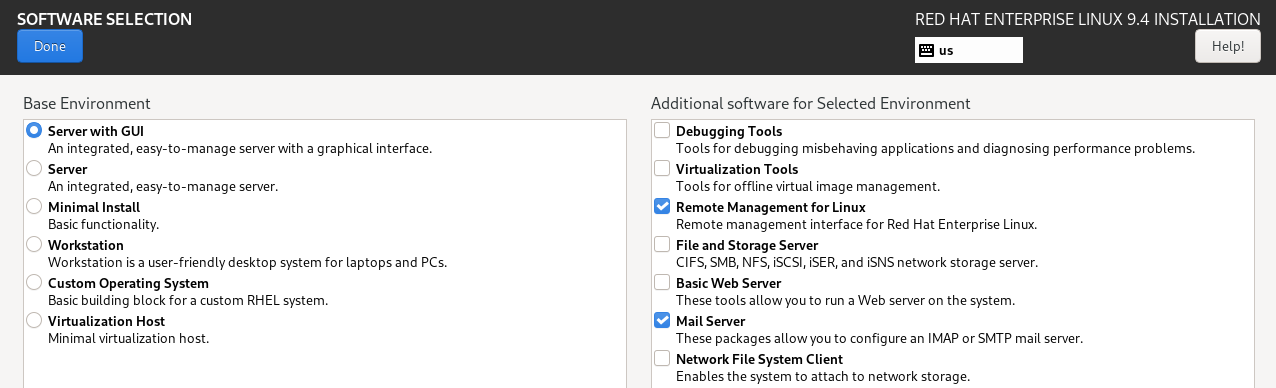 SOFTWARE SELECTION
RED HAT ENTERPRISE LINUX 9.4 INSTALLATION
Done
us
Help!
Base Environment
Server with GUI
An integrated, easy-to-manage server with a graphical interface.
Server
An integrated, easy-to-manage server.
Minimal Install
Basic functionality.
Workstation
Workstation is a user-friendly desktop system for laptops and PCs.
Custom Operating System
Basic building block for a custom RHEL system.
Virtualization Host
Minimal virtualization host.
Additional software for Selected Environment
Debugging Tools
Tools for debugging misbehaving applications and diagnosing performance problems.
Virtualization Tools
Tools for offline virtual image management.
Remote Management for Linux
Remote management interface for Red Hat Enterprise Linux.
File and Storage Server
CIFS, SMB, NFS, iSCSI, iSER, and iSNS network storage server.
Basic Web Server
These tools allow you to run a Web server on the system.
Mail Server
These packages allow you to configure an IMAP or SMTP mail server.
Network File System Client
Enables the system to attach to network storage.